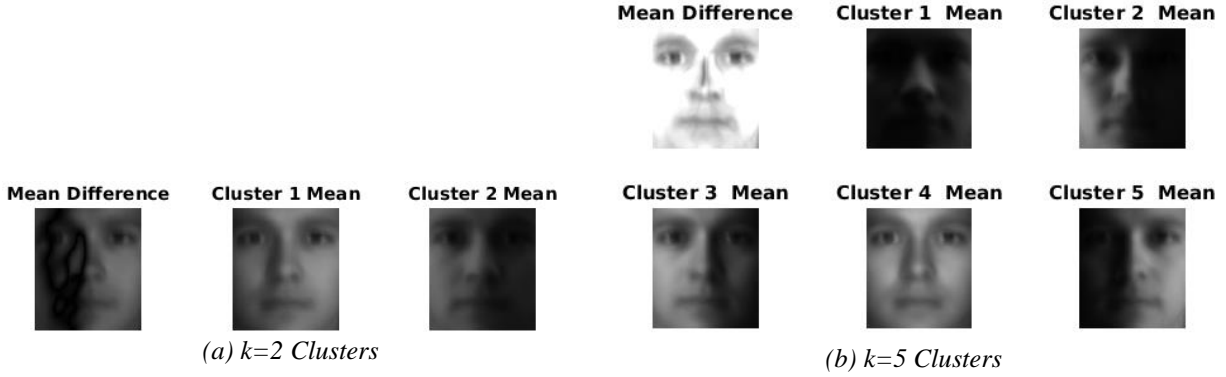 Mean Difference
Cluster 1 Mean
Cluster 2 Mean
(a) k=2 Clusters
Mean Difference
Cluster 1 Mean
Cluster 2 Mean
Cluster 3 Mean
Cluster 4 Mean
Cluster 5 Mean
(b) k=5 Clusters